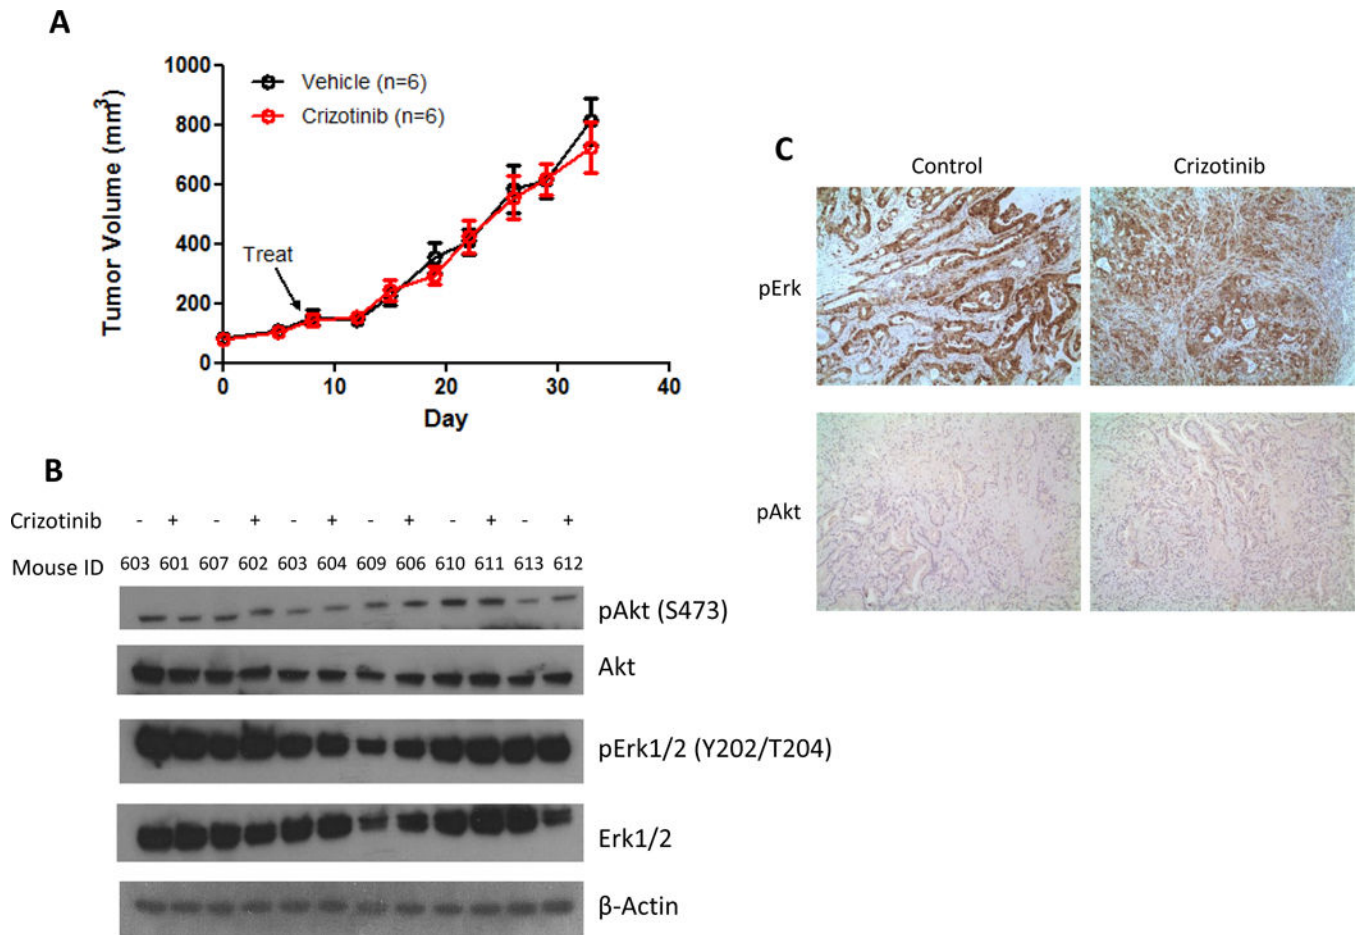 A
1000
800
600
400
200
0
Tumor Volume (mm³)
Vehicle (n=6)
Crizotinib (n=6)
Treat
0 10 20 30 40
Day
B
Crizotinib - + - + - + - + - + - +
Mouse ID 603 601 607 602 603 604 609 606 610 611 613 612
pAkt (S473)
Akt
pErk1/2 (Y202/T204)
Erk1/2
β-Actin
C
Control Crizotinib
pErk
pAkt